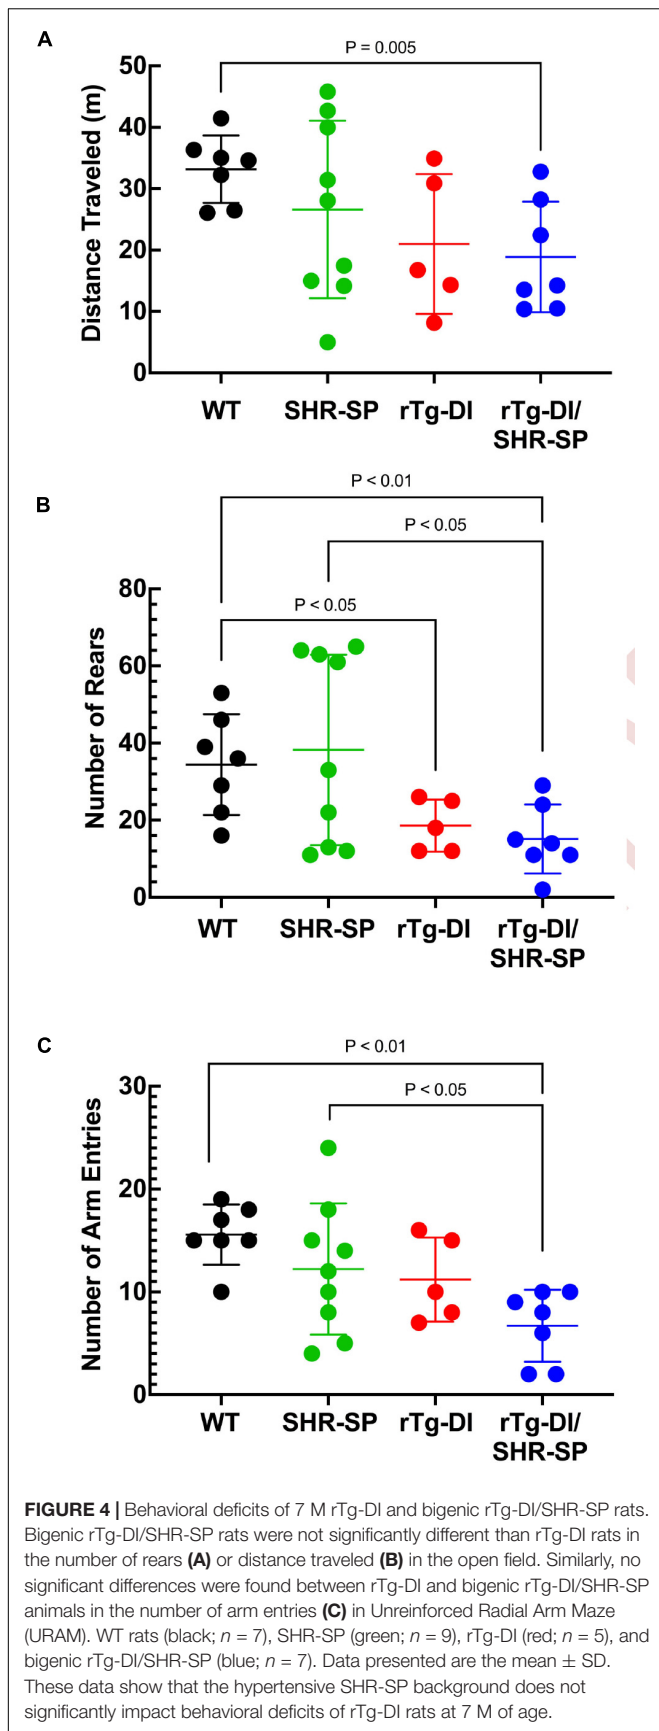 A
P = 0.005
50
40
30
20
10
0
Distance Traveled (m)
WT SHR-SP rTg-DI rTg-DI/
SHR-SP
B
P < 0.01
P < 0.05
P < 0.05
80
60
40
20
0
Number of Rears
WT SHR-SP rTg-DI rTg-DI/
SHR-SP
C
P < 0.01
P < 0.05
30
20
10
0
Number of Arm Entries
WT SHR-SP rTg-DI rTg-DI/
SHR-SP
FIGURE 4 | Behavioral deficits of 7 M rTg-DI and bigenic rTg-DI/SHR-SP rats.
Bigenic rTg-DI/SHR-SP rats were not significantly different than rTg-DI rats in
the number of rears (A) or distance traveled (B) in the open field. Similarly, no
significant differences were found between rTg-DI and bigenic rTg-DI/SHR-SP
animals in the number of arm entries (C) in Unreinforced Radial Arm Maze
(URAM). WT rats (black; n = 7), SHR-SP (green; n = 9), rTg-DI (red; n = 5), and
bigenic rTg-DI/SHR-SP (blue; n = 7). Data presented are the mean ± SD.
These data show that the hypertensive SHR-SP background does not
significantly impact behavioral deficits of rTg-DI rats at 7 M of age.